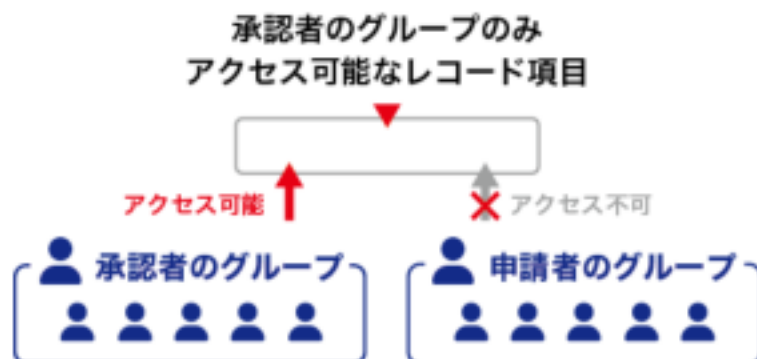 承認者のグループのみ
アクセス可能なレコード項目
アクセス可能
アクセス不可
承認者のグループ
申請者のグループ